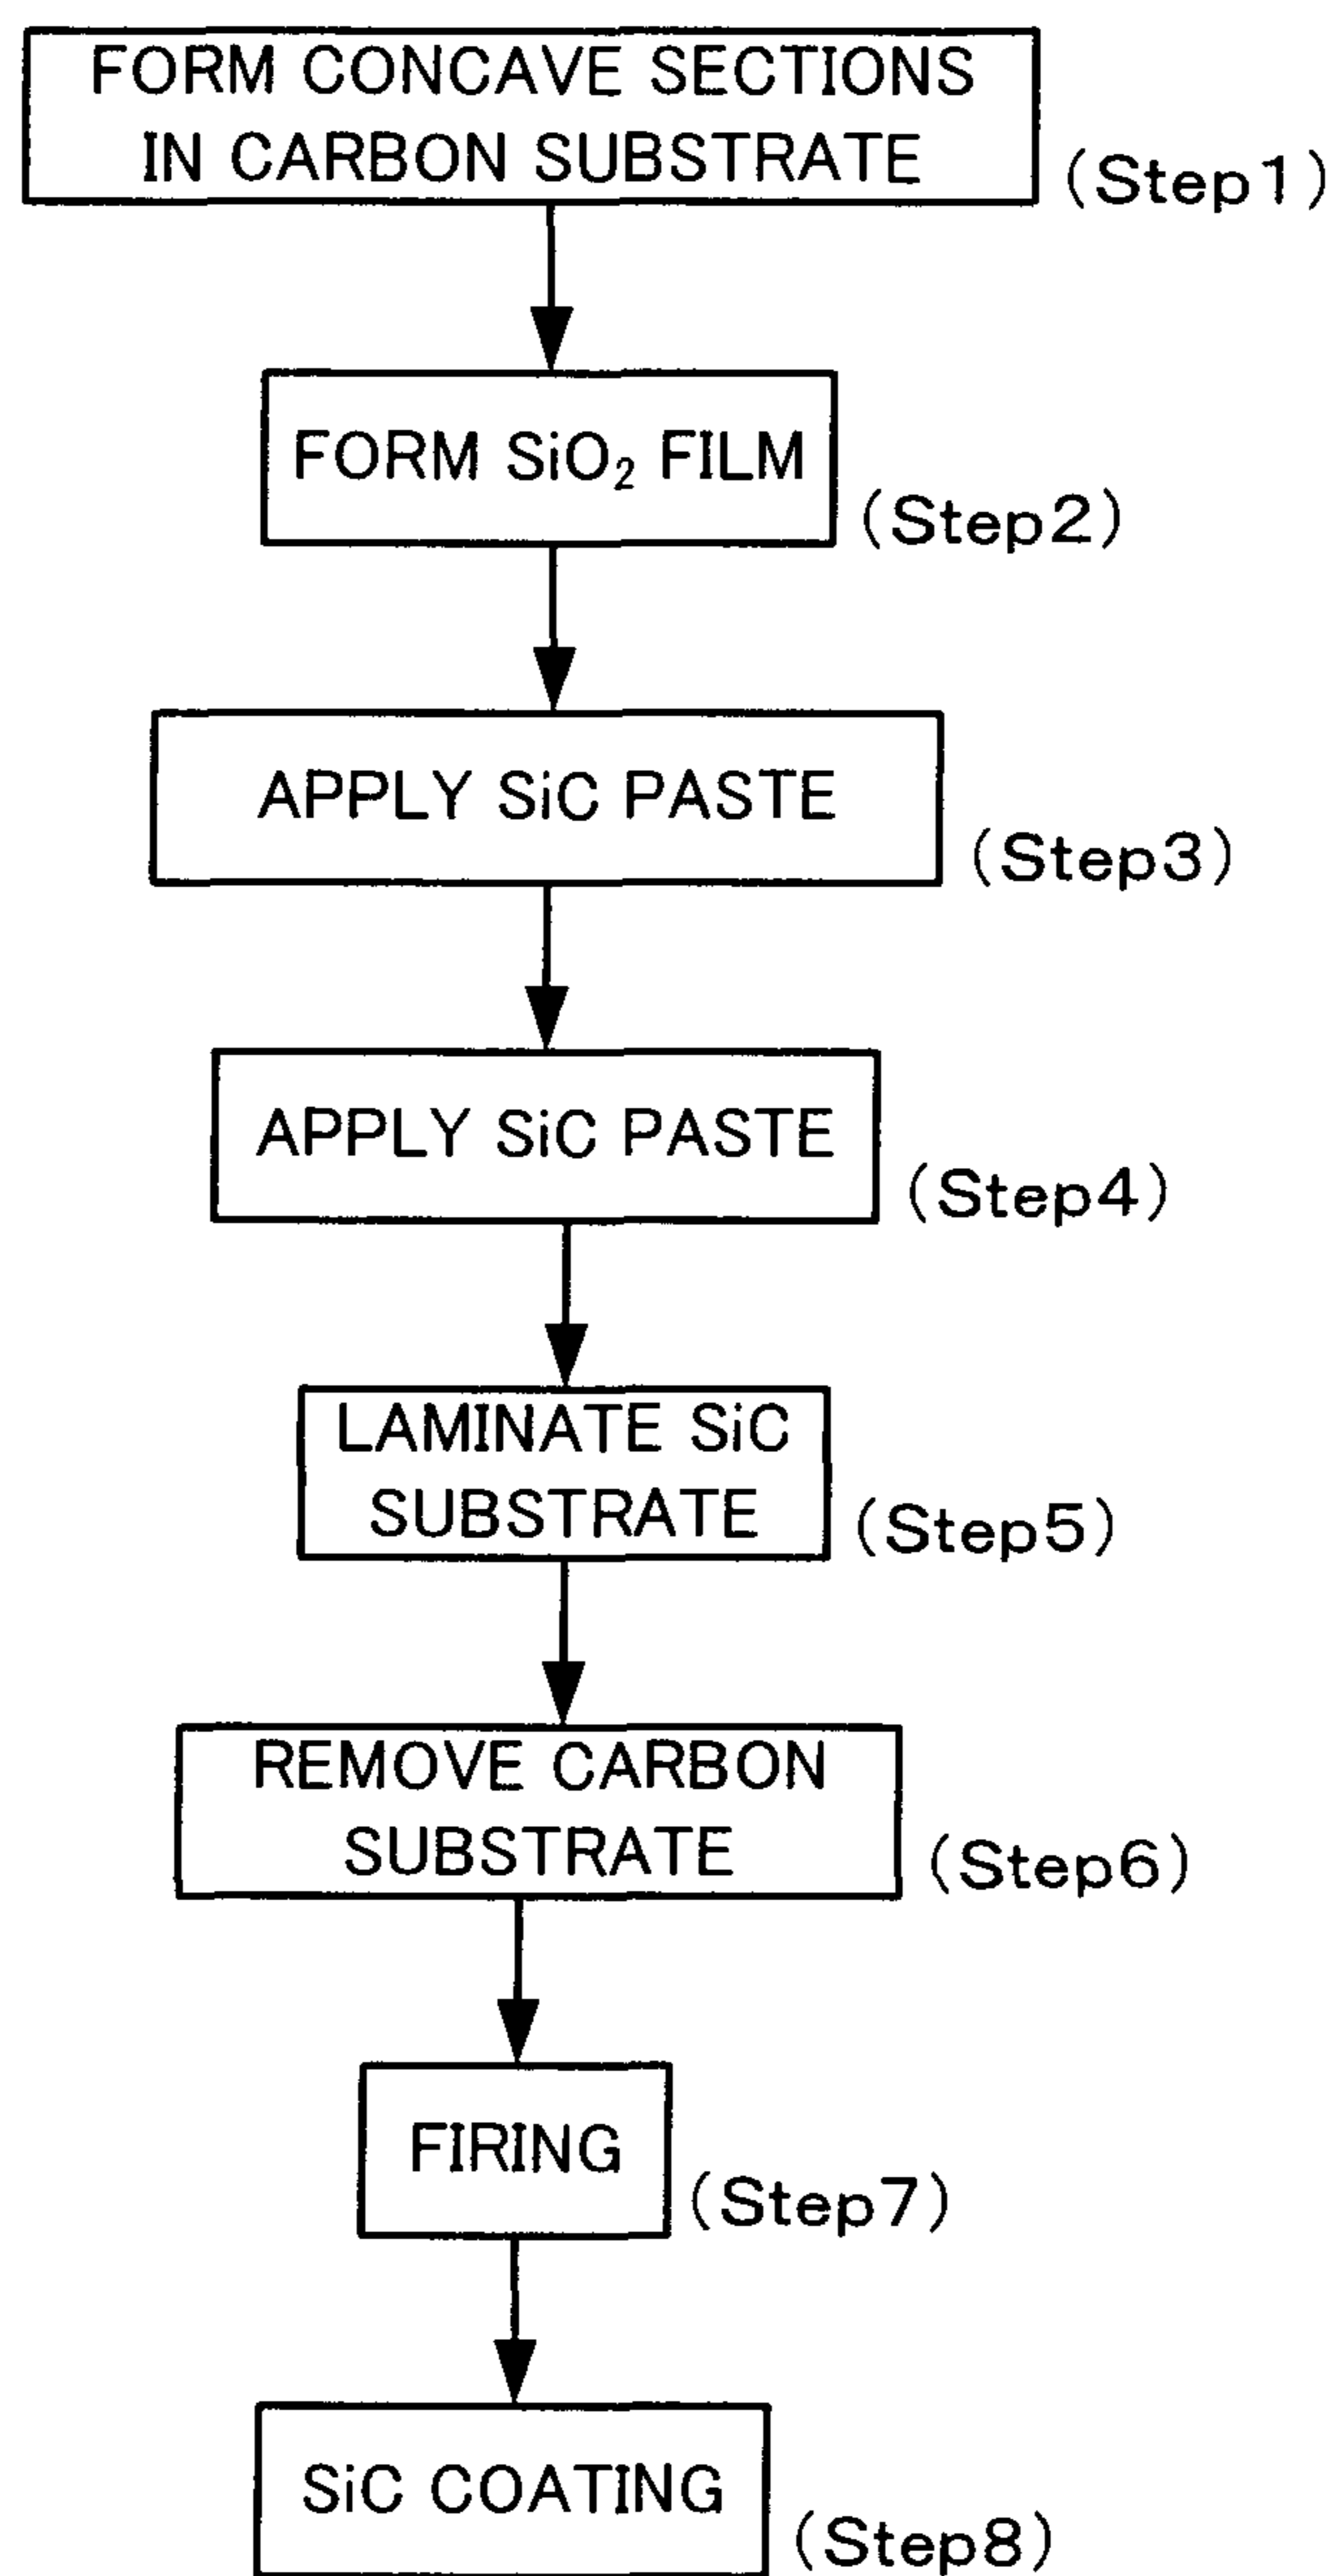 FORM CONCAVE SECTIONS
IN CARBON SUBSTRATE
(Step1)
FORM SiO₂ FILM
(Step2)
APPLY SiC PASTE
(Step3)
APPLY SiC PASTE
(Step4)
LAMINATE SiC
SUBSTRATE
(Step5)
REMOVE CARBON
SUBSTRATE
(Step6)
FIRING
(Step7)
SiC COATING
(Step8)